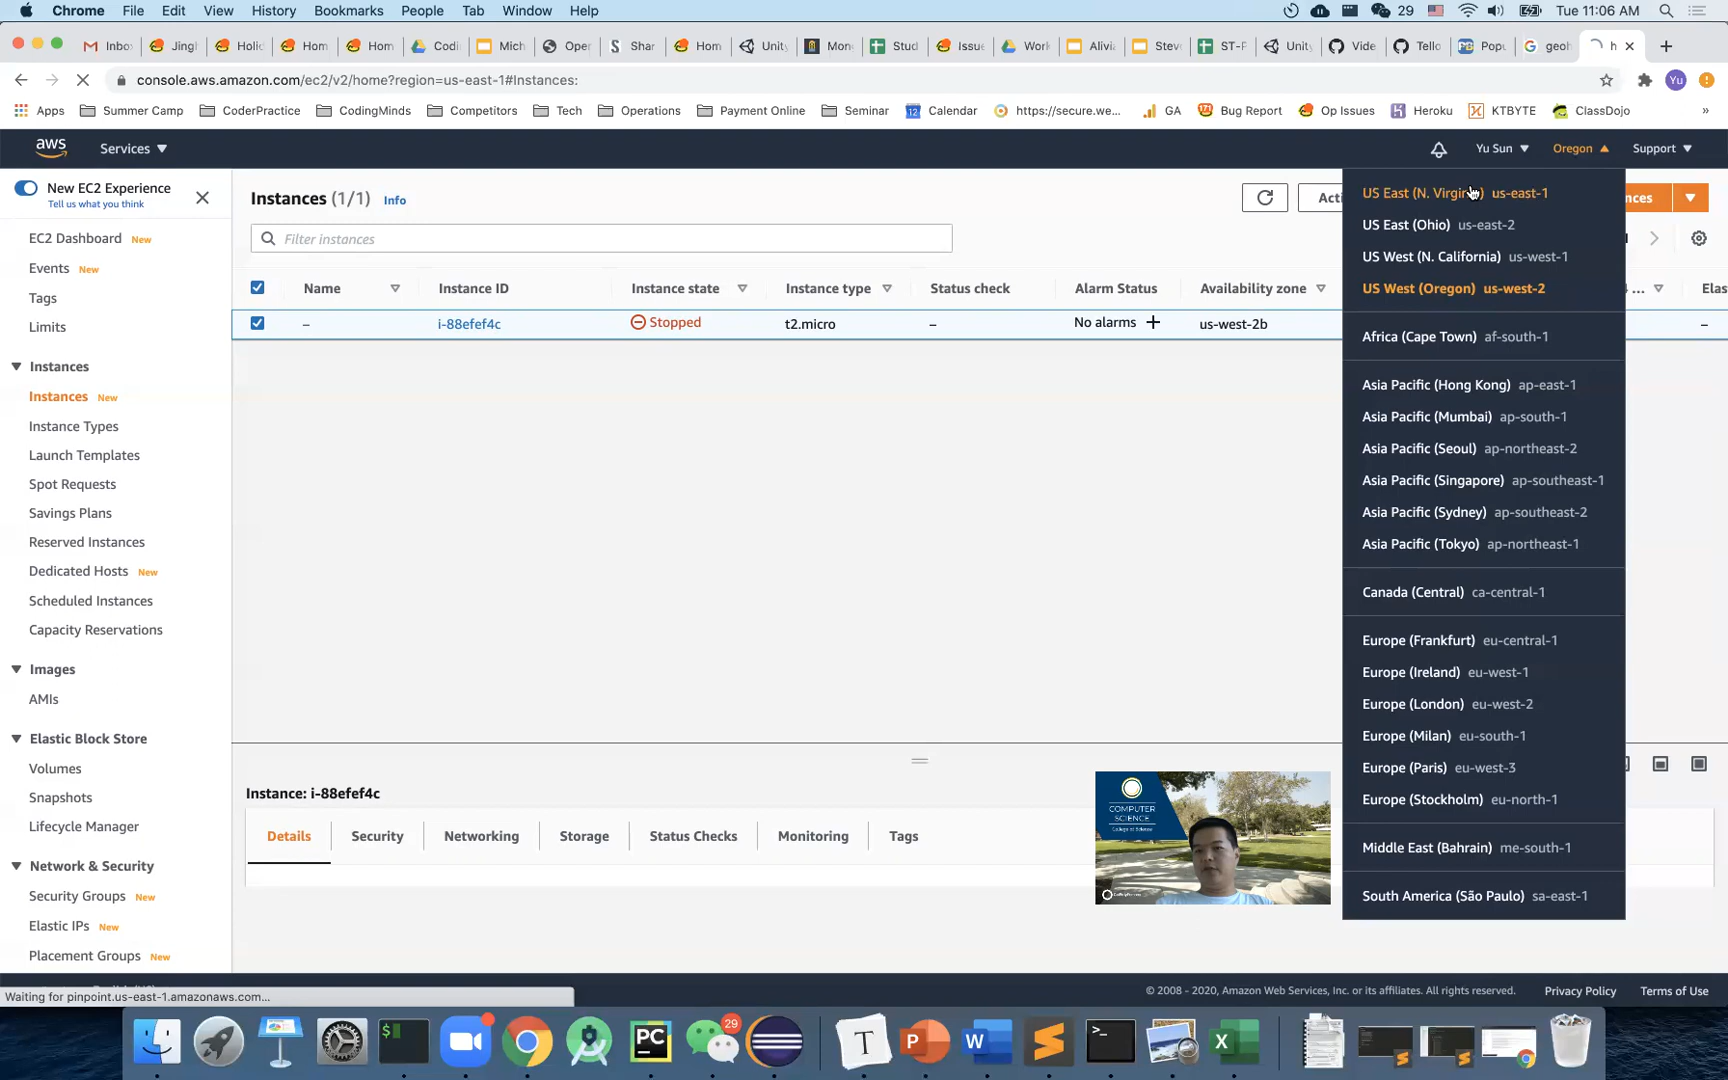 Chrome File Edit View History Bookmarks People Tab Window Help 29 Tue 11:06 AM
Inbo Jingl Holid Hom Hom Codi Mich Oper Shar Hom Unity Mon Stud Issue Work Alivia Steve ST-P Unity Vide Tello Popu geoh h
console.aws.amazon.com/ec2/v2/home?region=us-east-1#Instances: Yu
Apps Summer Camp CoderPractice CodingMinds Competitors Tech Operations Payment Online Seminar 12 Calendar https://secure.we... GA 171 Bug Report Op Issues Heroku KTBYTE ClassDojo »
aws Services Yu Sun Oregon Support
New EC2 Experience
Tell us what you think
EC2 Dashboard New
Events New
Tags
Limits
Instances
Instances New
Instance Types
Launch Templates
Spot Requests
Savings Plans
Reserved Instances
Dedicated Hosts New
Scheduled Instances
Capacity Reservations
Images
AMIs
Elastic Block Store
Volumes
Snapshots
Lifecycle Manager
Network & Security
Security Groups New
Elastic IPs New
Placement Groups New
Instances (1/1) Info Acti nces
Filter instances
Name Instance ID Instance state Instance type Status check Alarm Status Availability zone ... Elas
– i-88efef4c Stopped t2.micro – No alarms + us-west-2b –
US East (N. Virginia) us-east-1
US East (Ohio) us-east-2
US West (N. California) us-west-1
US West (Oregon) us-west-2
Africa (Cape Town) af-south-1
Asia Pacific (Hong Kong) ap-east-1
Asia Pacific (Mumbai) ap-south-1
Asia Pacific (Seoul) ap-northeast-2
Asia Pacific (Singapore) ap-southeast-1
Asia Pacific (Sydney) ap-southeast-2
Asia Pacific (Tokyo) ap-northeast-1
Canada (Central) ca-central-1
Europe (Frankfurt) eu-central-1
Europe (Ireland) eu-west-1
Europe (London) eu-west-2
Europe (Milan) eu-south-1
Europe (Paris) eu-west-3
Europe (Stockholm) eu-north-1
Middle East (Bahrain) me-south-1
South America (São Paulo) sa-east-1
Instance: i-88efef4c
Details Security Networking Storage Status Checks Monitoring Tags
COMPUTER
SCIENCE
College of Science
Waiting for pinpoint.us-east-1.amazonaws.com...
© 2008 - 2020, Amazon Web Services, Inc. or its affiliates. All rights reserved. Privacy Policy Terms of Use
$ PC 29 T P W >_ X